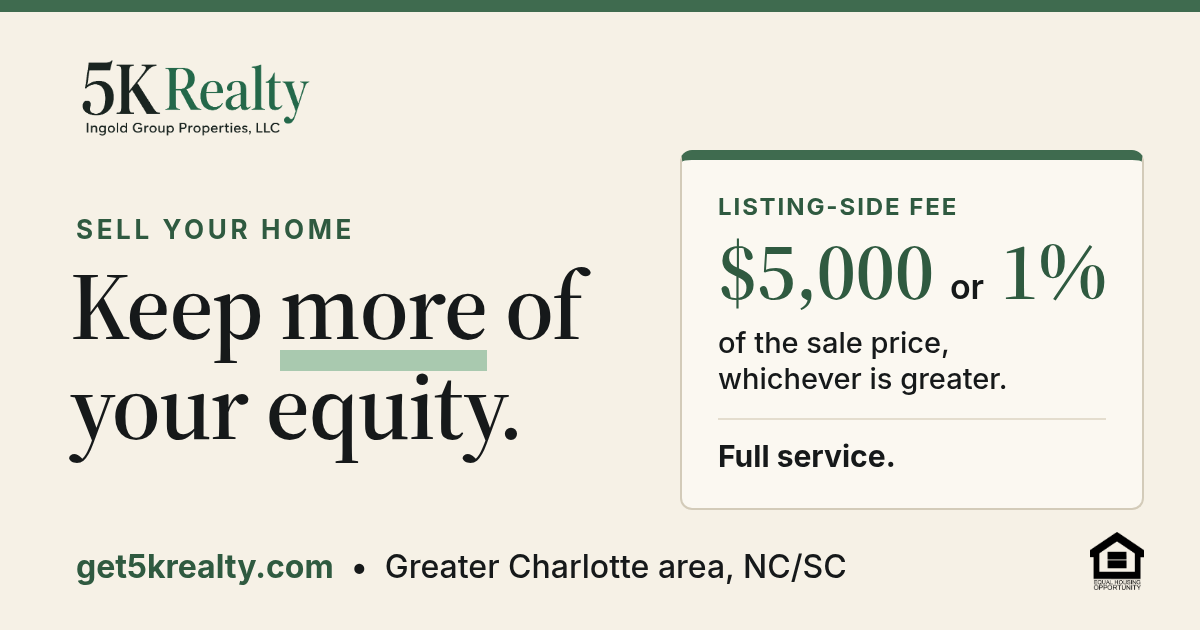 5K Realty
Ingold Group Properties, LLC
SELL YOUR HOME
Keep more of
your equity.
LISTING-SIDE FEE
$5,000 or 1%
of the sale price,
whichever is greater.
Full service.
get5krealty.com • Greater Charlotte area, NC/SC
EQUAL HOUSING
OPPORTUNITY